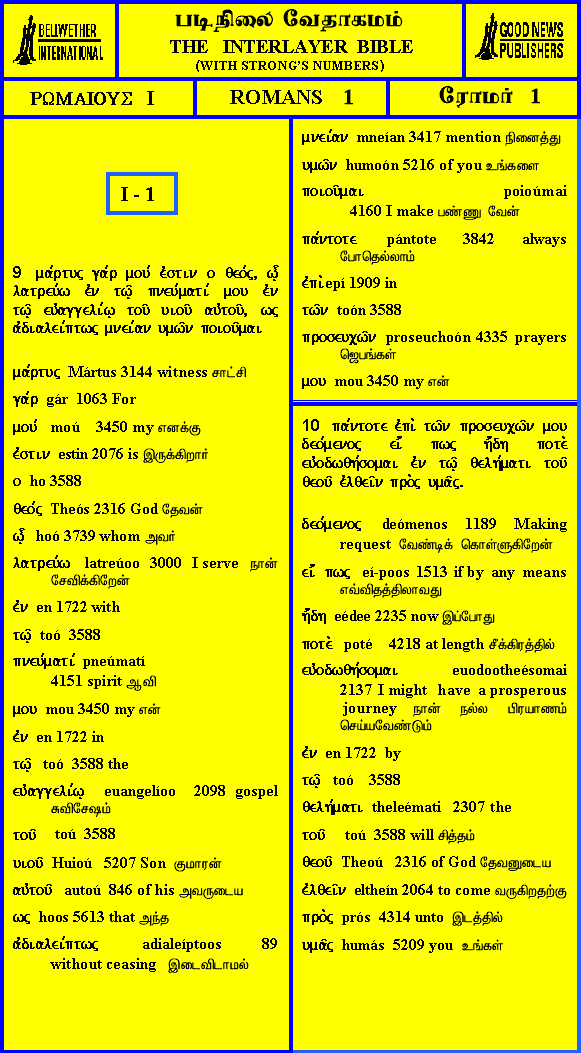 BELLWETHER
INTERNATIONAL
படிநிலை வேதாகமம்
THE INTERLAYER BIBLE
(WITH STRONG'S NUMBERS)
GOOD NEWS
PUBLISHERS
ΡΩΜΑΙΟΥΣ I
ROMANS 1
ரோமர் 1
I - 1
9 μάρτυς γάρ μού ἐστιν ο θεός, ᾧ
λατρεύω ἐν τῷ πνεύματί μου ἐν
τῷ εὐαγγελίῳ τοῦ υιοῦ αὐτοῦ, ως
ἀδιαλείπτως μνείαν υμῶν ποιοῦμαι
μάρτυς Mártus 3144 witness சாட்சி
γάρ gár 1063 For
μού moú 3450 my எனக்கு
ἐστιν estin 2076 is இருக்கிறார்
ο ho 3588
θεός Theós 2316 God தேவன்
ᾧ hoó 3739 whom அவர்
λατρεύω latreúoo 3000 I serve நான்
சேவிக்கிறேன்
ἐν en 1722 with
τῷ toó 3588
πνεύματί pneúmatí
4151 spirit ஆவி
μου mou 3450 my என்
ἐν en 1722 in
τῷ toó 3588 the
εὐαγγελίῳ euangelíoo 2098 gospel
சுவிசேஷம்
τοῦ toú 3588
υιοῦ Huioú 5207 Son குமாரன்
αὐτοῦ autoú 846 of his அவருடைய
ως hoos 5613 that அந்த
ἀδιαλείπτως adialeíptoos 89
without ceasing இடைவிடாமல்
μνείαν mneían 3417 mention நினைத்து
υμῶν humoón 5216 of you உங்களை
ποιοῦμαι poioúmai
4160 I make பண்ணு வேன்
πάντοτε pántote 3842 always
போதெல்லாம்
ἐπὶ epí 1909 in
τῶν toón 3588
προσευχῶν proseuchoón 4335 prayers
ஜெபங்கள்
μου mou 3450 my என்
10 πάντοτε ἐπὶ τῶν προσευχῶν μου
δεόμενος εἴ πως ἤδη ποτὲ
εὐοδωθήσομαι ἐν τῷ θελήματι τοῦ
θεοῦ ἐλθεῖν πρὸς υμᾶς.
δεόμενος deómenos 1189 Making
request வேண்டிக் கொள்ளுகிறேன்
εἴ πως eí-poos 1513 if by any means
எவ்விதத்திலாவது
ἤδη eédee 2235 now இப்போது
ποτὲ poté 4218 at length சீக்கிரத்தில்
εὐοδωθήσομαι euodootheésomai
2137 I might have a prosperous
journey நான் நல்ல பிரயாணம்
செய்யவேண்டும்
ἐν en 1722 by
τῷ toó 3588
θελήματι theleémati 2307 the
τοῦ toú 3588 will சித்தம்
θεοῦ Theoú 2316 of God தேவனுடைய
ἐλθεῖν eltheín 2064 to come வருகிறதற்கு
πρὸς prós 4314 unto இடத்தில்
υμᾶς humás 5209 you உங்கள்